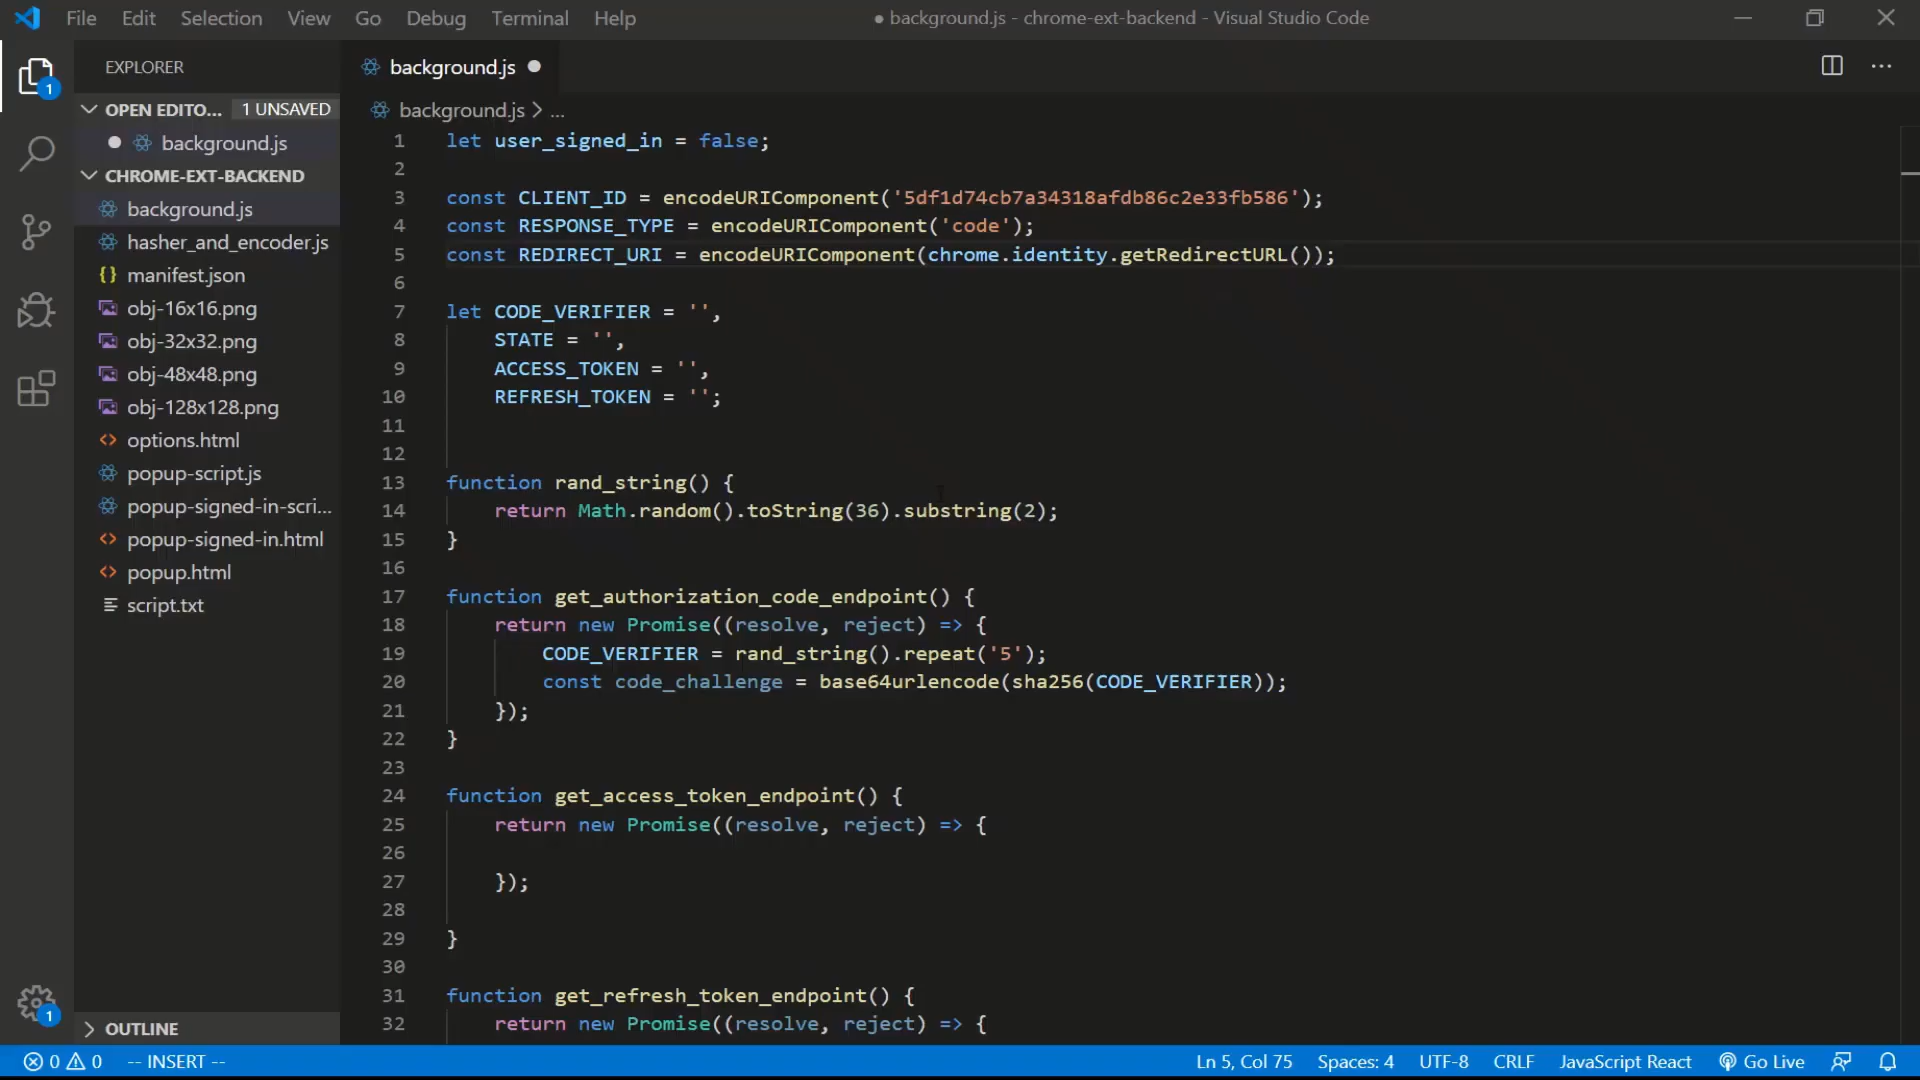 File Edit Selection View Go Debug Terminal Help
● background.js - chrome-ext-backend - Visual Studio Code
EXPLORER
OPEN EDITO... 1 UNSAVED
background.js
CHROME-EXT-BACKEND
background.js
hasher_and_encoder.js
manifest.json
obj-16x16.png
obj-32x32.png
obj-48x48.png
obj-128x128.png
options.html
popup-script.js
popup-signed-in-scri...
popup-signed-in.html
popup.html
script.txt
OUTLINE
1
1
background.js
background.js > ...
1 let user_signed_in = false;
2
3 const CLIENT_ID = encodeURIComponent('5df1d74cb7a34318afdb86c2e33fb586');
4 const RESPONSE_TYPE = encodeURIComponent('code');
5 const REDIRECT_URI = encodeURIComponent(chrome.identity.getRedirectURL());
6
7 let CODE_VERIFIER = '',
8 STATE = '',
9 ACCESS_TOKEN = '',
10 REFRESH_TOKEN = '';
11
12
13 function rand_string() {
14 return Math.random().toString(36).substring(2);
15 }
16
17 function get_authorization_code_endpoint() {
18 return new Promise((resolve, reject) => {
19 CODE_VERIFIER = rand_string().repeat('5');
20 const code_challenge = base64urlencode(sha256(CODE_VERIFIER));
21 });
22 }
23
24 function get_access_token_endpoint() {
25 return new Promise((resolve, reject) => {
26
27 });
28
29 }
30
31 function get_refresh_token_endpoint() {
32 return new Promise((resolve, reject) => {
0 0 -- INSERT --
Ln 5, Col 75 Spaces: 4 UTF-8 CRLF JavaScript React Go Live